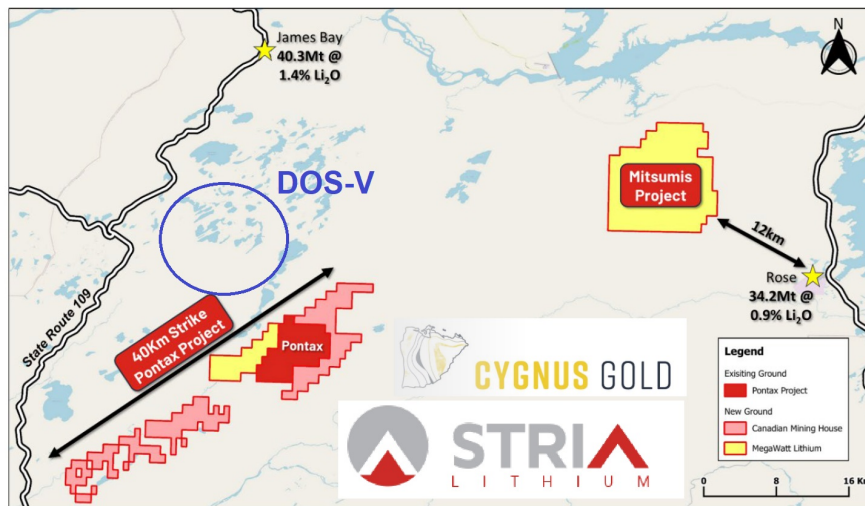 James Bay
40.3Mt @
1.4% Li₂O
N
DOS-V
Mitsumis
Project
12km
Rose
34.2Mt @
0.9% Li₂O
State Route 109
40Km Strike
Pontax Project
Pontax
CYGNUS GOLD
STRIA
LITHIUM
Legend
Exisiting Ground
Pontax Project
New Ground
Canadian Mining House
MegaWatt Lithium
0 8 16 Km